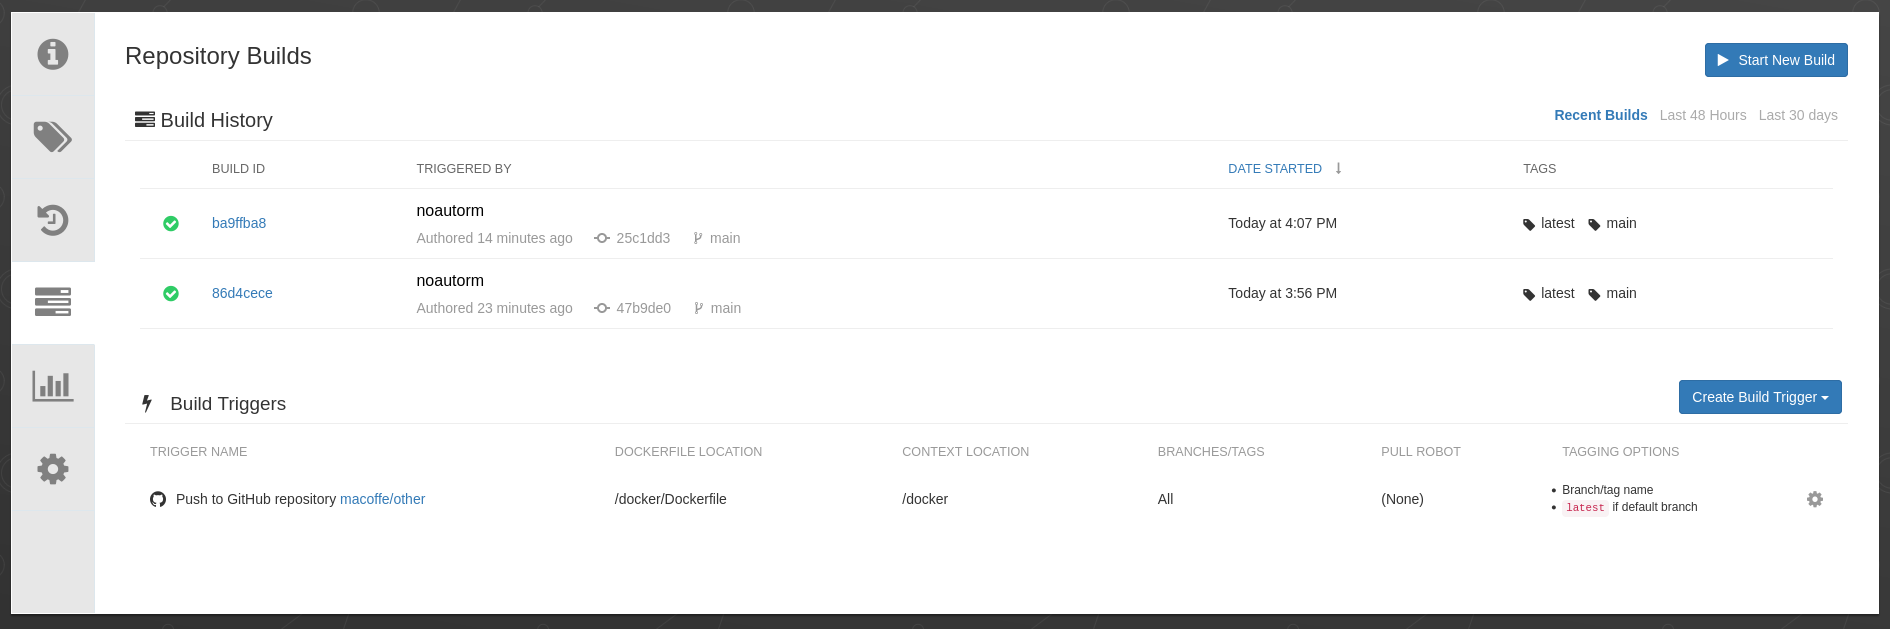 Repository Builds
Start New Build
Build History
Recent Builds Last 48 Hours Last 30 days
BUILD ID TRIGGERED BY DATE STARTED TAGS
ba9ffba8 noautorm Today at 4:07 PM latest main
Authored 14 minutes ago 25c1dd3 main
86d4cece noautorm Today at 3:56 PM latest main
Authored 23 minutes ago 47b9de0 main
Build Triggers
Create Build Trigger
TRIGGER NAME DOCKERFILE LOCATION CONTEXT LOCATION BRANCHES/TAGS PULL ROBOT TAGGING OPTIONS
Push to GitHub repository macoffe/other /docker/Dockerfile /docker All (None)
• Branch/tag name
• latest if default branch